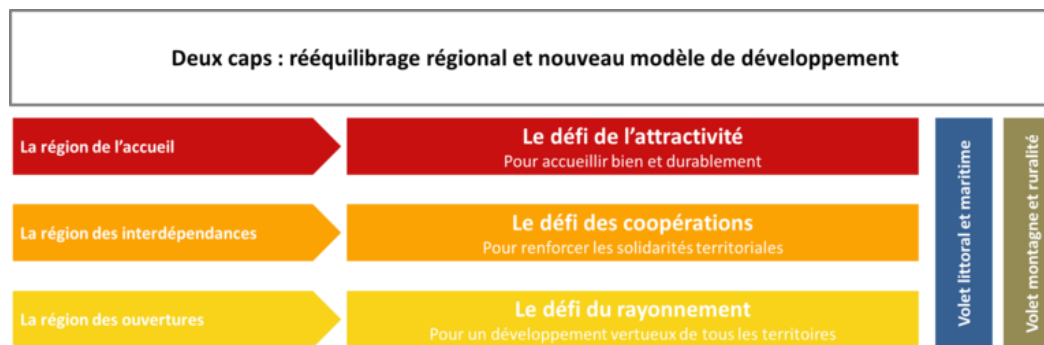 Deux caps : rééquilibrage régional et nouveau modèle de développement
La région de l'accueil
Le défi de l'attractivité
Pour accueillir bien et durablement
La région des interdépendances
Le défi des coopérations
Pour renforcer les solidarités territoriales
La région des ouvertures
Le défi du rayonnement
Pour un développement vertueux de tous les territoires
Volet littoral et maritime
Volet montagne et ruralité